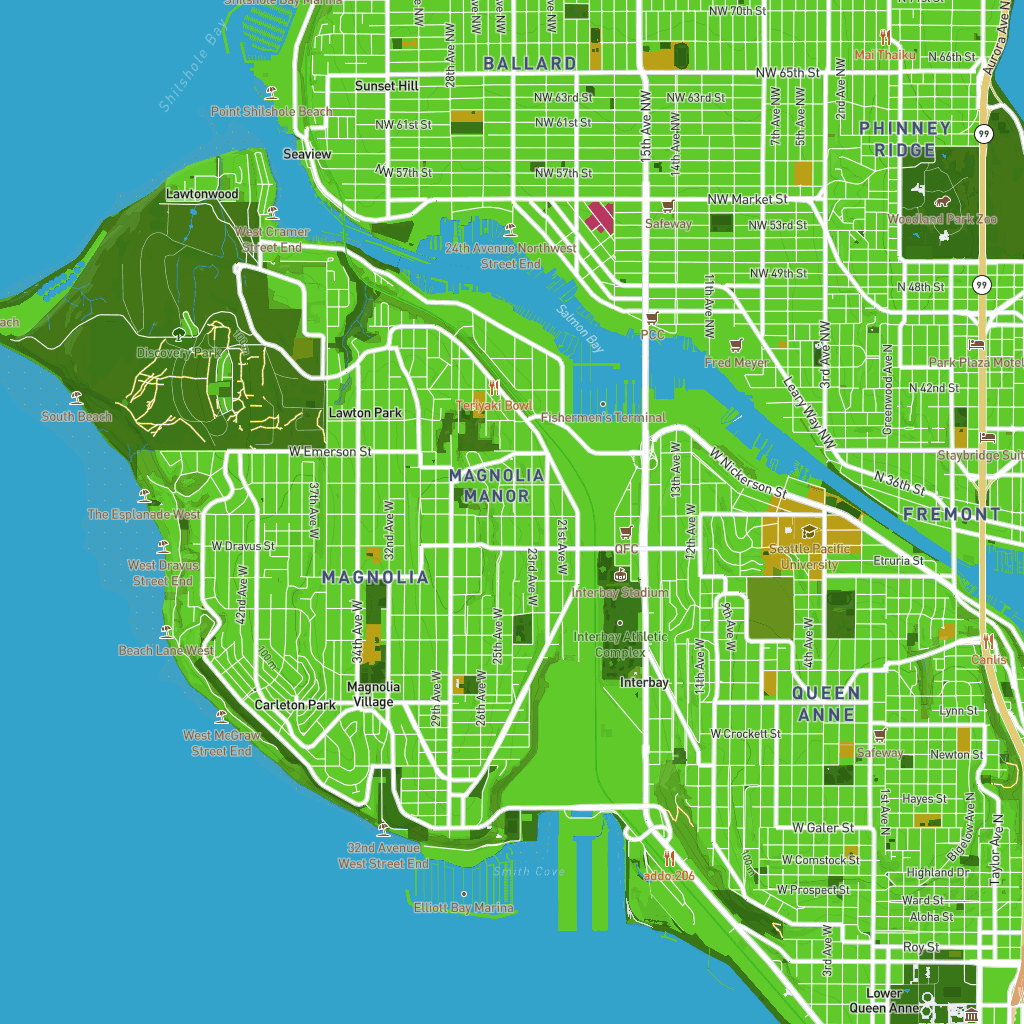 Shilshole Bay Marina
NW 70th St
N 66th St
Mai Thaiku
Aurora Ave N
Shilshole Bay
28th Ave NW
BALLARD
NW 65th St
2nd Ave NW
Sunset Hill
NW 63rd St
NW 63rd St
Point Shilshole Beach
15th Ave NW
14th Ave NW
7th Ave NW
5th Ave NW
NW 61st St
NW 61st St
PHINNEY
RIDGE
99
Seaview
NW 57th St
NW 57th St
Lawtonwood
NW Market St
Woodland Park Zoo
Safeway
NW 53rd St
West Cramer
Street End
24th Avenue Northwest
Street End
NW 49th St
N 48th St
99
11th Ave NW
Salmon Bay
PCC
Fred Meyer
3rd Ave NW
Greenwood Ave N
Park Plaza Motel
Discovery Park
N 42nd St
Leary Way NW
South Beach
Teriyaki Bowl
Lawton Park
Fishermen's Terminal
W Emerson St
Staybridge Suit
MAGNOLIA
MANOR
13th Ave W
W Nickerson St
N 36th St
The Esplanade West
37th Ave W
32nd Ave W
FREMONT
21st Ave W
12th Ave W
QFC
Seattle Pacific
University
W Dravus St
West Dravus
Street End
Etruria St
MAGNOLIA
42nd Ave W
23rd Ave W
Interbay Stadium
34th Ave W
25th Ave W
9th Ave W
4th Ave W
Interbay Athletic
Complex
Beach Lane West
100m
11th Ave W
Canlis
Interbay
Magnolia
Village
29th Ave W
26th Ave W
QUEEN
ANNE
Carleton Park
Lynn St
West McGraw
Street End
W Crockett St
Safeway
Newton St
1st Ave N
Hayes St
Bigelow Ave N
Taylor Ave N
W Galer St
32nd Avenue
West Street End
W Comstock St
100m
Smith Cove
addo:206
Highland Dr
W Prospect St
Elliott Bay Marina
Ward St
Aloha St
3rd Ave W
Roy St
Lower
Queen Anne